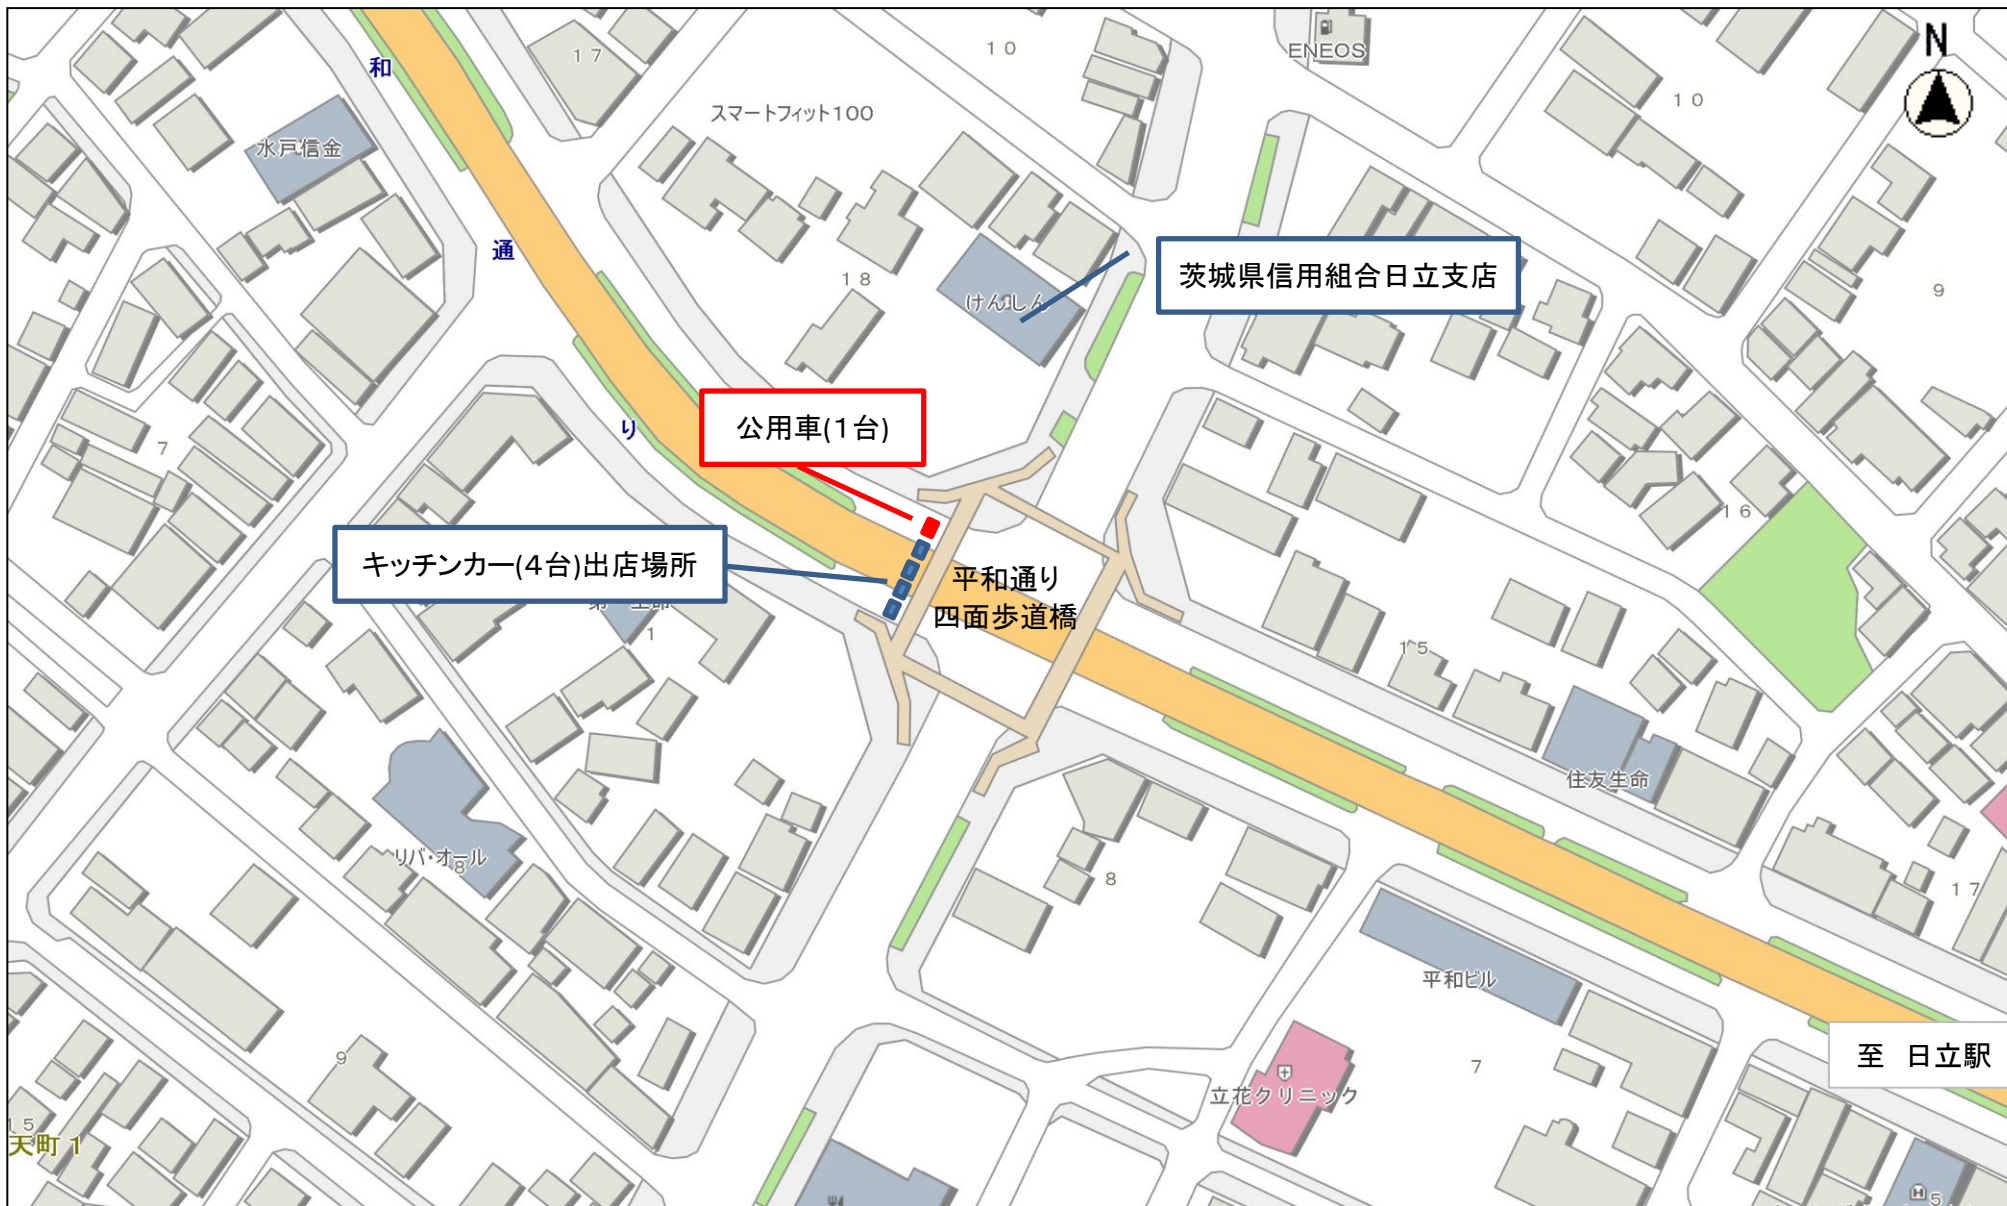 和
通
り
17
10
ENEOS
N
10
スマートフィット100
水戸信金
18
けんしん
茨城県信用組合日立支店
9
公用車(1台)
7
キッチンカー(4台)出店場所
平和通り
四面歩道橋
16
1
15
住友生命
リバ・オール
8
8
17
平和ビル
至 日立駅
9
7
立花クリニック
15
天町 1
5